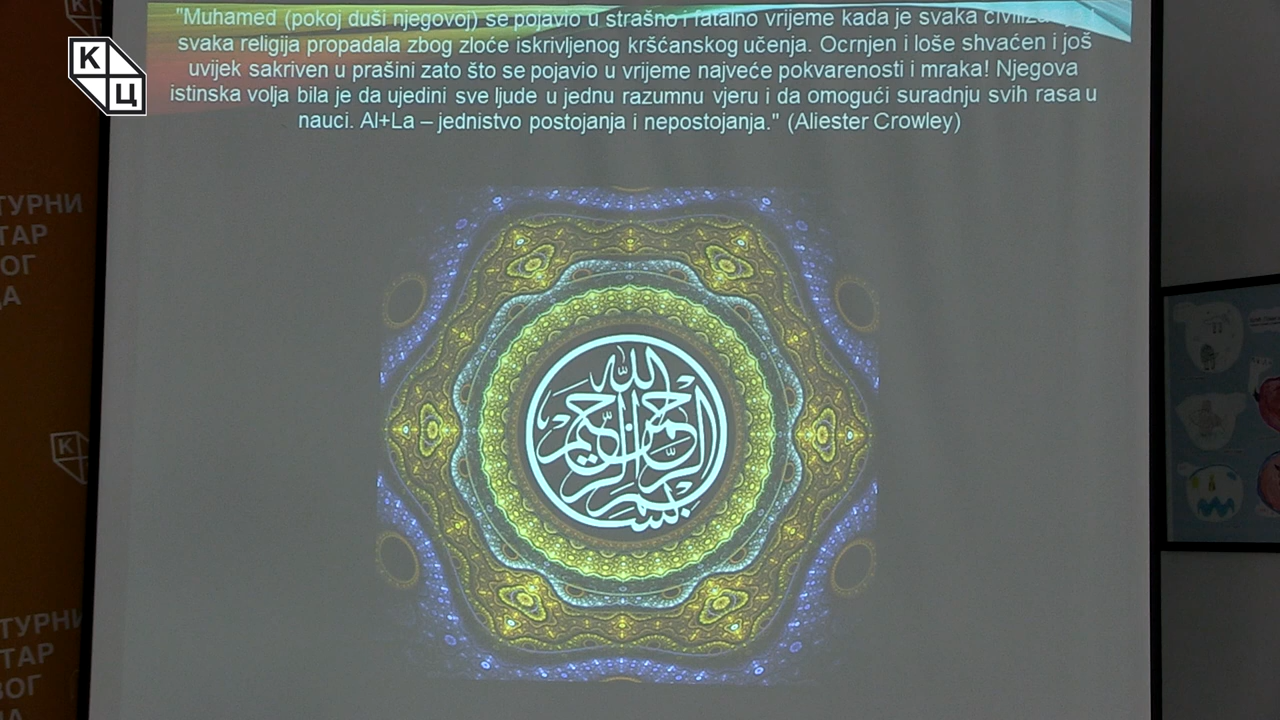 "Muhamed (pokoj duši njegovoj) se pojavio u strašno i fatalno vrijeme kada je svaka
svaka religija propadala zbog zloće iskrivljenog kršćanskog učenja. Ocrnjen i loše shvaćen i još
uvijek sakriven u prašini zato što se pojavio u vrijeme najveće pokvarenosti i mraka! Njegova
istinska volja bila je da ujedini sve ljude u jednu razumnu vjeru i da omogući suradnju svih rasa u
nauci. Al+La – jednistvo postojanja i nepostojanja." (Aliester Crowley)
К
Ц
ТУРНИ
ТАР
ОГ
ДА
К
بسم الله الرحمن الرحيم
ТУРНИ
ТАР
ВОГ